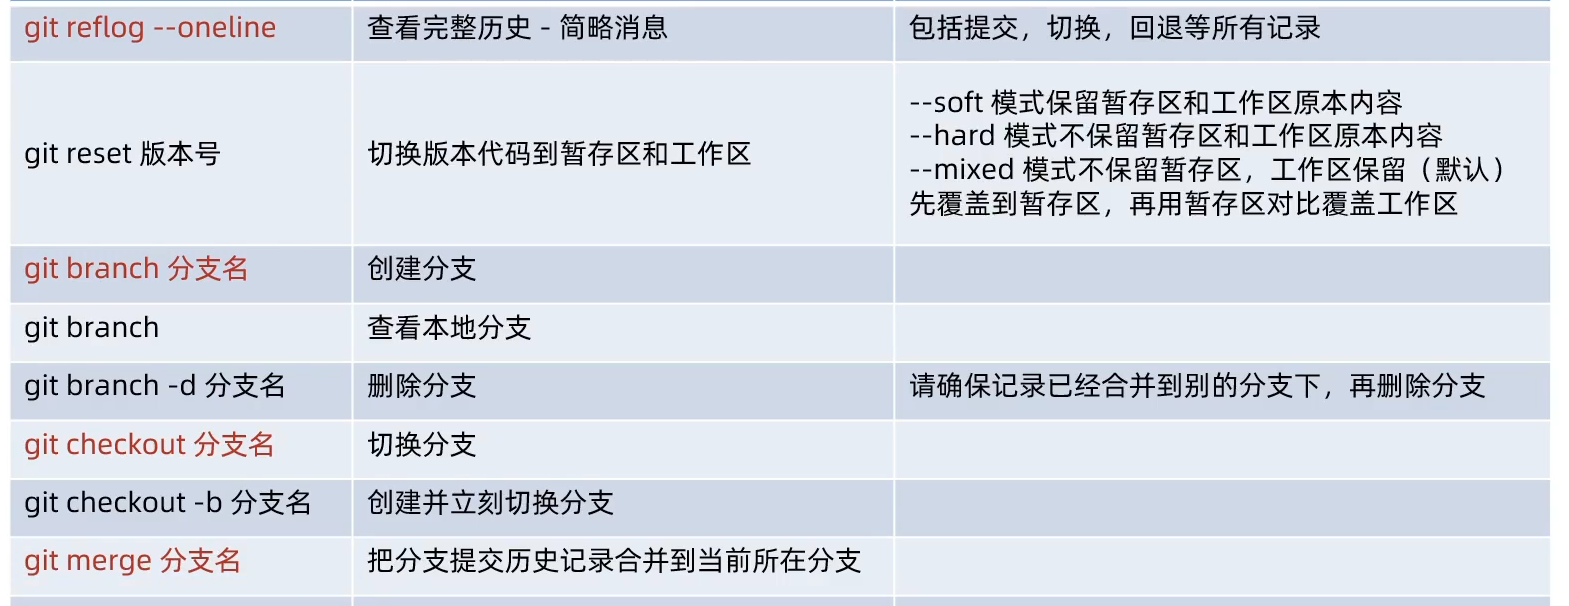 git reflog --oneline
查看完整历史 - 简略消息
包括提交，切换，回退等所有记录
git reset 版本号
切换版本代码到暂存区和工作区
--soft 模式保留暂存区和工作区原本内容
--hard 模式不保留暂存区和工作区原本内容
--mixed 模式不保留暂存区，工作区保留（默认）
先覆盖到暂存区，再用暂存区对比覆盖工作区
git branch 分支名
创建分支
git branch
查看本地分支
git branch -d 分支名
删除分支
请确保记录已经合并到别的分支下，再删除分支
git checkout 分支名
切换分支
git checkout -b 分支名
创建并立刻切换分支
git merge 分支名
把分支提交历史记录合并到当前所在分支